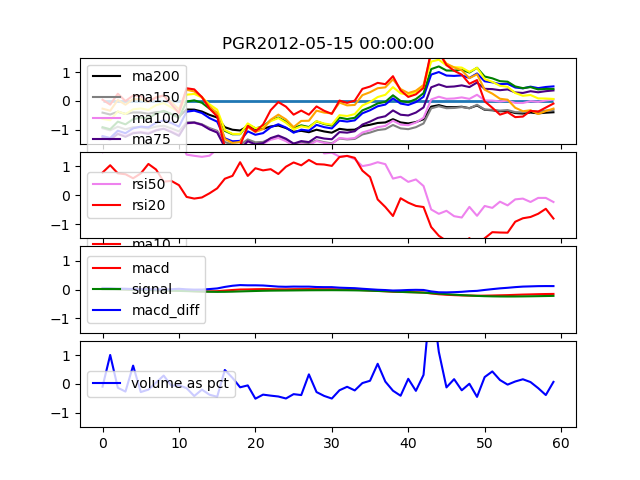 PGR2012-05-15 00:00:00
1
0
−1
ma200
ma150
ma100
ma75
1
0
−1
rsi50
rsi20
ma10
1
0
−1
macd
signal
macd_diff
1
0
−1
volume as pct
0 10 20 30 40 50 60